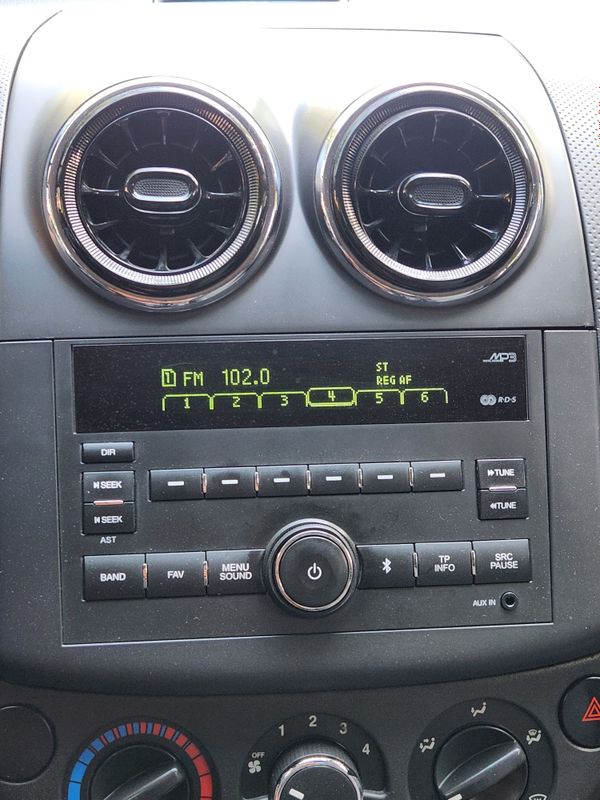 MP3
1 FM 102.0 ST
REG AF
1 2 3 4 5 6
R·D·S
DIR
SEEK
SEEK
AST
TUNE
TUNE
BAND
FAV
MENU
SOUND
TP
INFO
SRC
PAUSE
AUX IN
OFF
1 2 3 4